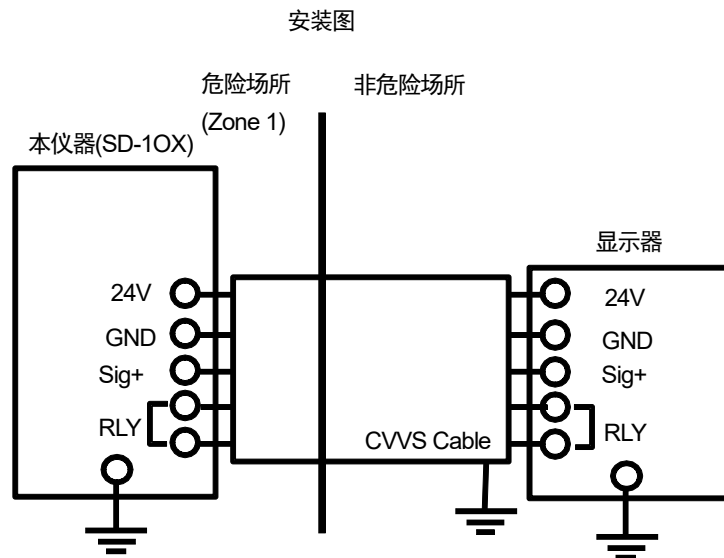 安装图
危险场所
(Zone 1)
非危险场所
本仪器(SD-1OX)
显示器
24V
GND
Sig+
RLY
CVVS Cable
24V
GND
Sig+
RLY